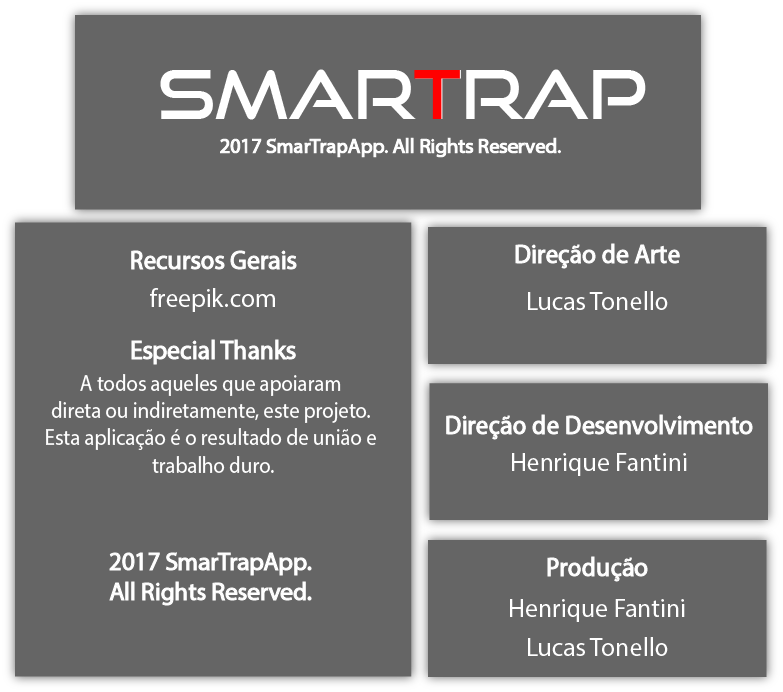 SMARTRAP
2017 SmarTrapApp. All Rights Reserved.
Recursos Gerais
freepik.com
Especial Thanks
A todos aqueles que apoiaram
direta ou indiretamente, este projeto.
Esta aplicação é o resultado de união e
trabalho duro.
2017 SmarTrapApp.
All Rights Reserved.
Direção de Arte
Lucas Tonello
Direção de Desenvolvimento
Henrique Fantini
Produção
Henrique Fantini
Lucas Tonello